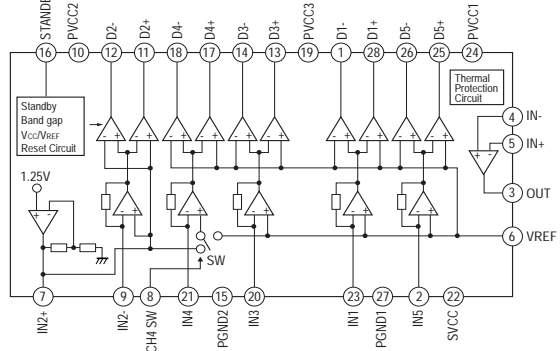 STANDBY
PVCC2
D2-
D2+
D4-
D4+
D3-
D3+
PVCC3
D1-
D1+
D5-
D5+
PVCC1
16
10
12
11
18
17
14
13
19
1
28
26
25
24
Standby
Band gap
VCC/VREF
Reset Circuit
Thermal
Protection
Circuit
4 IN-
5 IN+
3 OUT
6 VREF
1.25V
SW
7
9
8
21
15
20
23
27
2
22
IN2+
IN2-
CH4 SW
IN4
PGND2
IN3
IN1
PGND1
IN5
SVCC